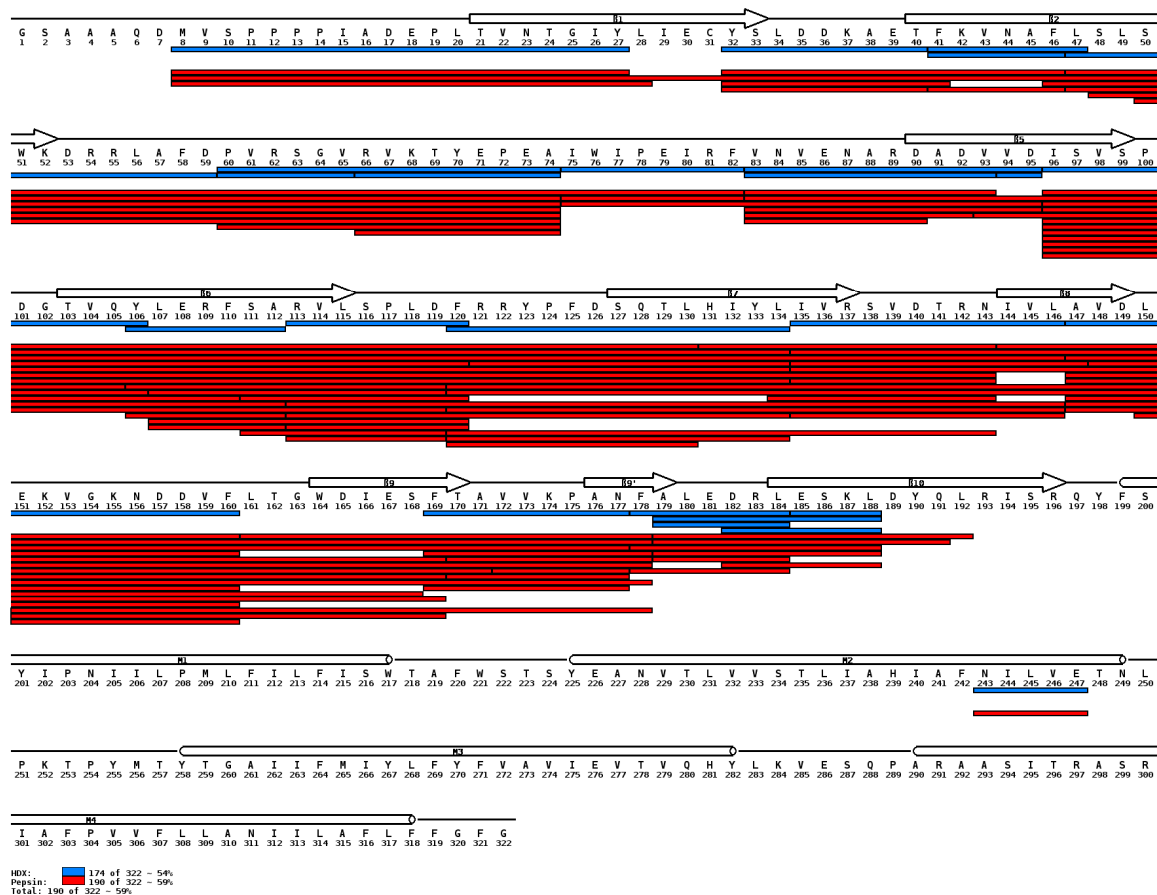 ß1 ß2
G S A A A Q D M V S P P P P I A D E P L T V N T G I Y L I E C Y S L D D K A E T F K V N A F L S L S
1 2 3 4 5 6 7 8 9 10 11 12 13 14 15 16 17 18 19 20 21 22 23 24 25 26 27 28 29 30 31 32 33 34 35 36 37 38 39 40 41 42 43 44 45 46 47 48 49 50
ß5
W K D R R L A F D P V R S G V R V K T Y E P E A I W I P E I R F V N V E N A R D A D V V D I S V S P
51 52 53 54 55 56 57 58 59 60 61 62 63 64 65 66 67 68 69 70 71 72 73 74 75 76 77 78 79 80 81 82 83 84 85 86 87 88 89 90 91 92 93 94 95 96 97 98 99 100
ß6 ß7 ß8
D G T V Q Y L E R F S A R V L S P L D F R R Y P F D S Q T L H I Y L I V R S V D T R N I V L A V D L
101 102 103 104 105 106 107 108 109 110 111 112 113 114 115 116 117 118 119 120 121 122 123 124 125 126 127 128 129 130 131 132 133 134 135 136 137 138 139 140 141 142 143 144 145 146 147 148 149 150
ß9 ß9' ß10
E K V G K N D D V F L T G W D I E S F T A V V K P A N F A L E D R L E S K L D Y Q L R I S R Q Y F S
151 152 153 154 155 156 157 158 159 160 161 162 163 164 165 166 167 168 169 170 171 172 173 174 175 176 177 178 179 180 181 182 183 184 185 186 187 188 189 190 191 192 193 194 195 196 197 198 199 200
M1 M2
Y I P N I I L P M L F I L F I S W T A F W S T S Y E A N V T L V V S T L I A H I A F N I L V E T N L
201 202 203 204 205 206 207 208 209 210 211 212 213 214 215 216 217 218 219 220 221 222 223 224 225 226 227 228 229 230 231 232 233 234 235 236 237 238 239 240 241 242 243 244 245 246 247 248 249 250
M3
P K T P Y M T Y T G A I I F M I Y L F Y F V A V I E V T V Q H Y L K V E S Q P A R A A S I T R A S R
251 252 253 254 255 256 257 258 259 260 261 262 263 264 265 266 267 268 269 270 271 272 273 274 275 276 277 278 279 280 281 282 283 284 285 286 287 288 289 290 291 292 293 294 295 296 297 298 299 300
M4
I A F P V V F L L A N I I L A F L F F G F G
301 302 303 304 305 306 307 308 309 310 311 312 313 314 315 316 317 318 319 320 321 322
HDX: 174 of 322 ~ 54%
Pepsin: 190 of 322 ~ 59%
Total: 190 of 322 ~ 59%